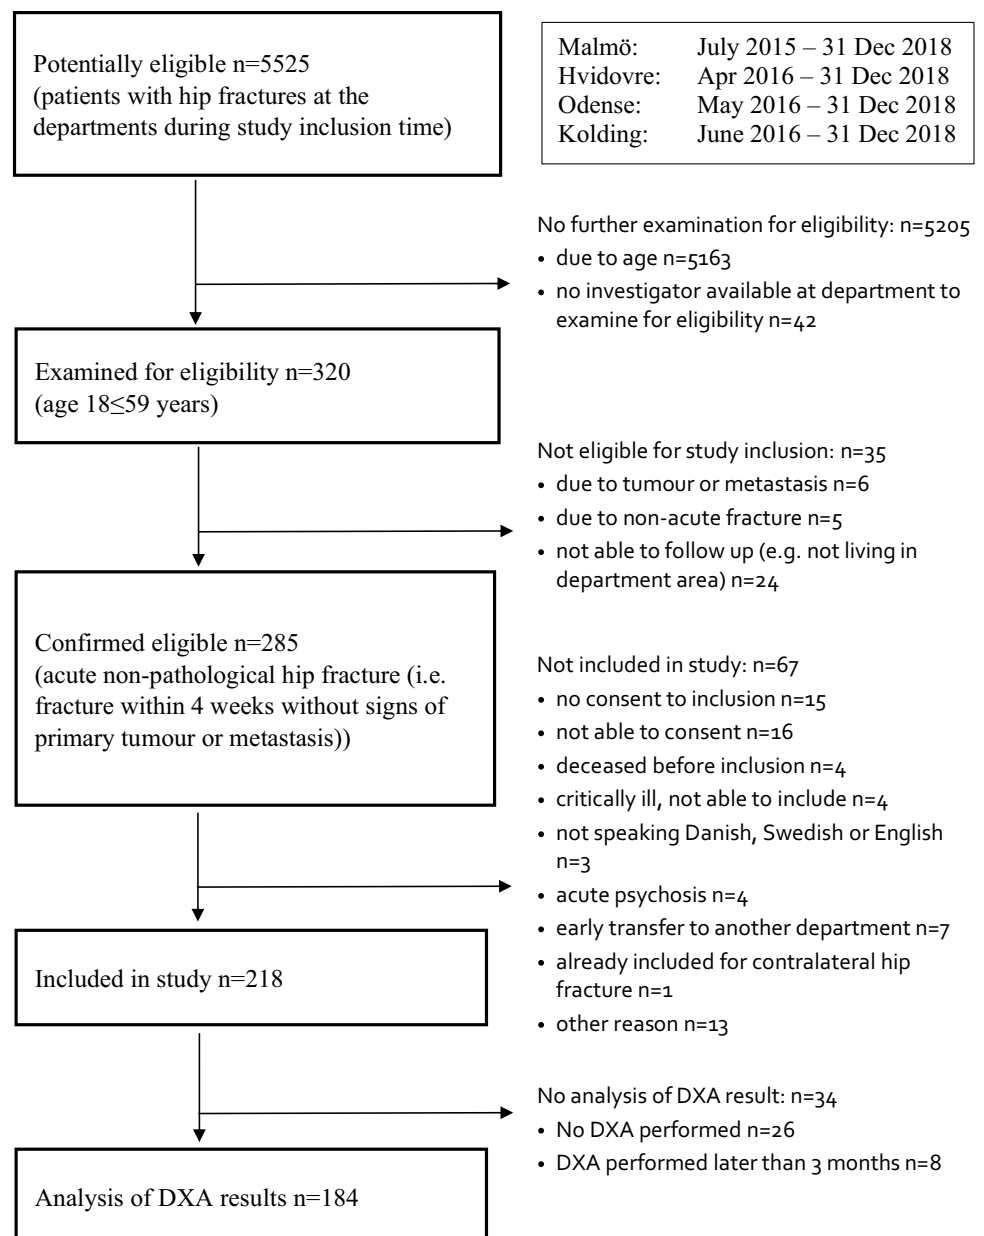 Potentially eligible n=5525
(patients with hip fractures at the
departments during study inclusion time)
Malmö: July 2015 – 31 Dec 2018
Hvidovre: Apr 2016 – 31 Dec 2018
Odense: May 2016 – 31 Dec 2018
Kolding: June 2016 – 31 Dec 2018
No further examination for eligibility: n=5205
• due to age n=5163
• no investigator available at department to
examine for eligibility n=42
Examined for eligibility n=320
(age 18≤59 years)
Not eligible for study inclusion: n=35
• due to tumour or metastasis n=6
• due to non-acute fracture n=5
• not able to follow up (e.g. not living in
department area) n=24
Confirmed eligible n=285
(acute non-pathological hip fracture (i.e.
fracture within 4 weeks without signs of
primary tumour or metastasis))
Not included in study: n=67
• no consent to inclusion n=15
• not able to consent n=16
• deceased before inclusion n=4
• critically ill, not able to include n=4
• not speaking Danish, Swedish or English
n=3
• acute psychosis n=4
• early transfer to another department n=7
• already included for contralateral hip
fracture n=1
• other reason n=13
Included in study n=218
No analysis of DXA result: n=34
• No DXA performed n=26
• DXA performed later than 3 months n=8
Analysis of DXA results n=184